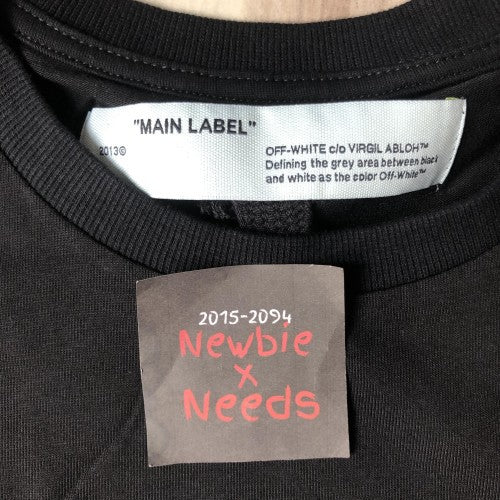 "MAIN LABEL"
2013©
OFF-WHITE c/o VIRGIL ABLOH™
Defining the grey area between black
and white as the color Off-White™
2015-2094
Newbie
x
Needs